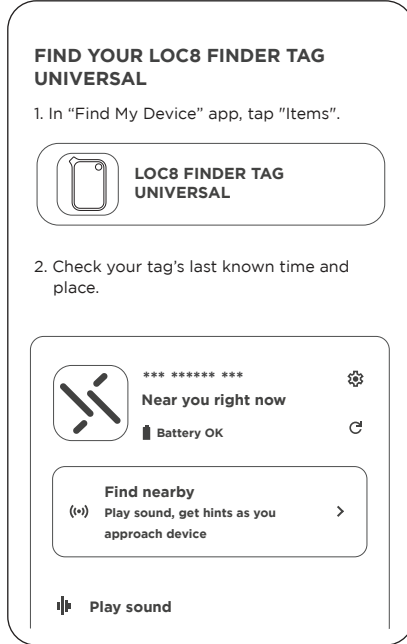 FIND YOUR LOC8 FINDER TAG
UNIVERSAL
1. In “Find My Device” app, tap "Items".
LOC8 FINDER TAG
UNIVERSAL
2. Check your tag’s last known time and
place.
*** ****** ***
Near you right now
Battery OK
Find nearby
Play sound, get hints as you
approach device
Play sound